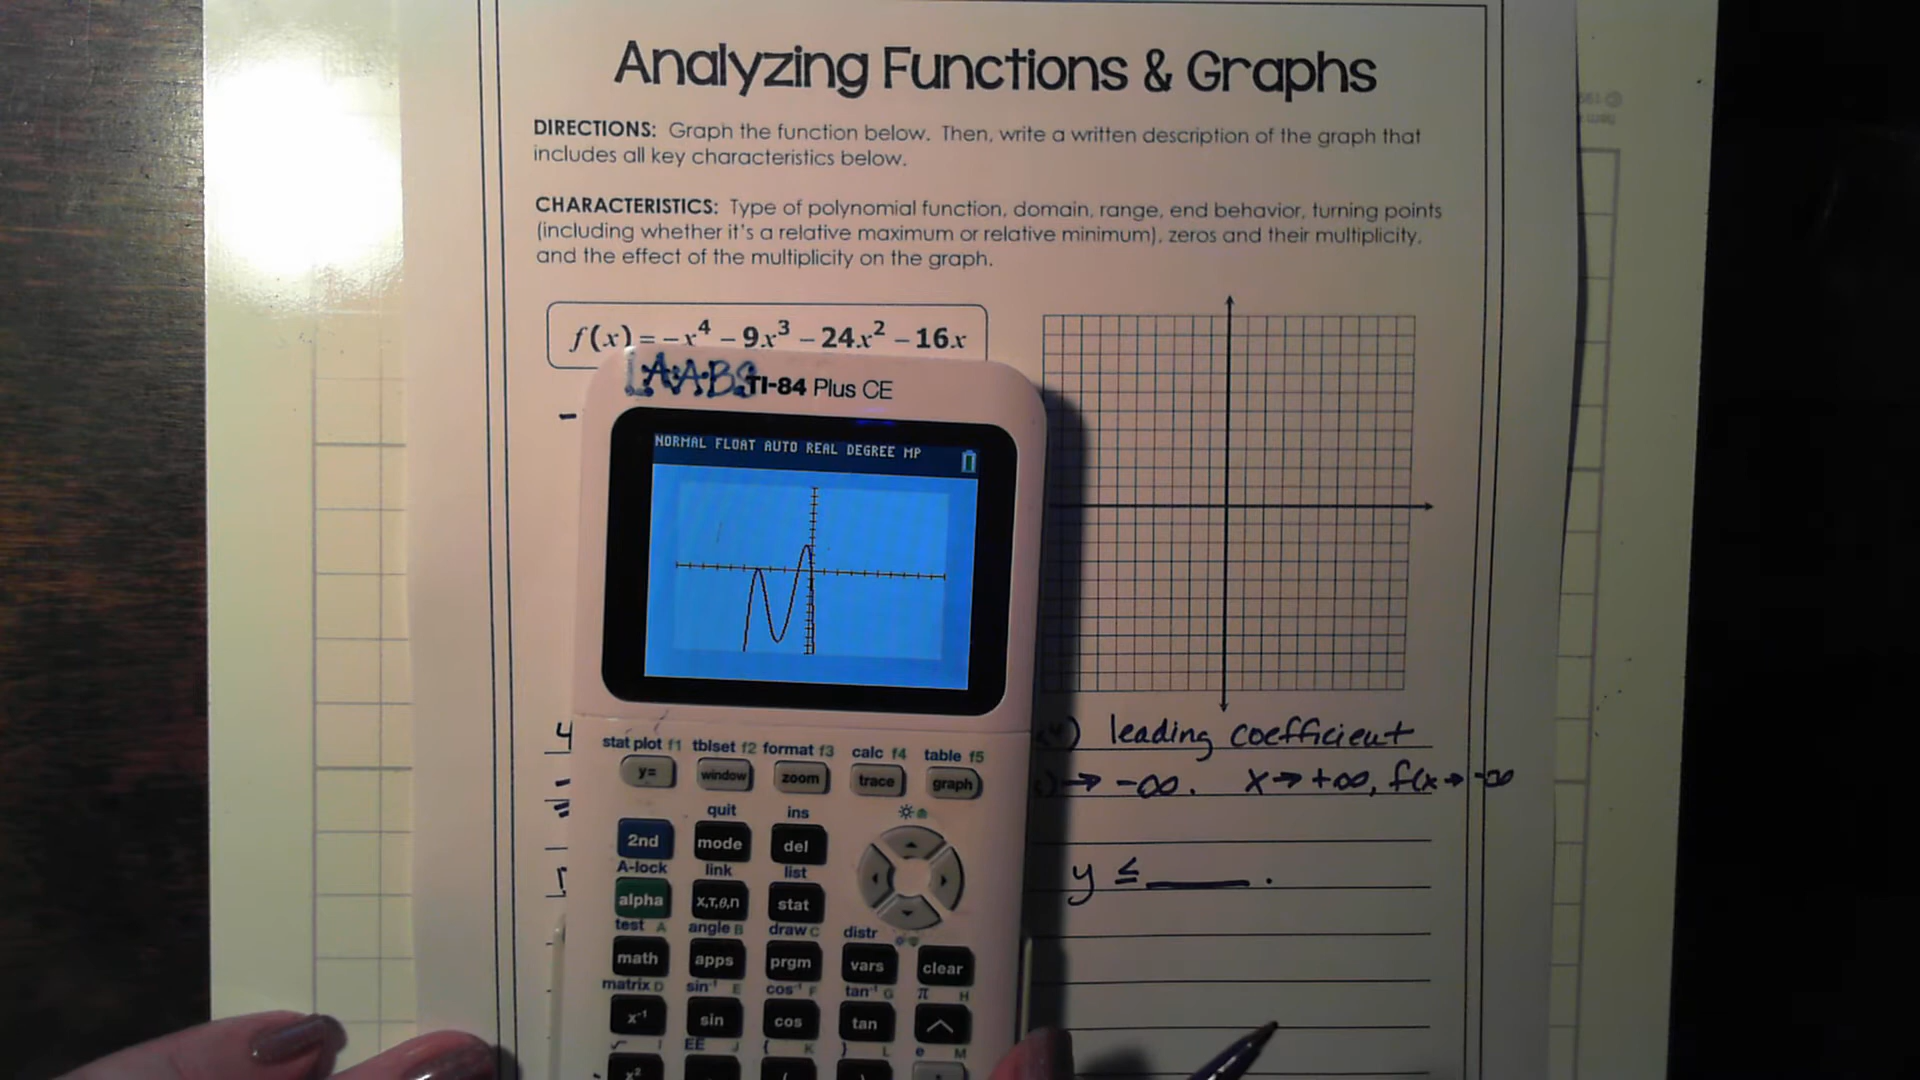 Analyzing Functions & Graphs
DIRECTIONS: Graph the function below. Then, write a written description of the graph that
includes all key characteristics below.
CHARACTERISTICS: Type of polynomial function, domain, range, end behavior, turning points
(including whether it's a relative maximum or relative minimum), zeros and their multiplicity,
and the effect of the multiplicity on the graph.
f(x) = −x⁴ − 9x³ − 24x² − 16x
LAABS TI-84 Plus CE
NORMAL FLOAT AUTO REAL DEGREE MP
4
leading coefficient
) → -∞. x → +∞, f(x → -∞
y ≤ ____.
stat plot f1 tblset f2 format f3 calc f4 table f5
y= window zoom trace graph
quit ins
2nd mode del
A-lock link list
alpha X,T,θ,n stat
test A angle B draw C distr
math apps prgm vars clear
matrix D sin⁻¹ E cos⁻¹ F tan⁻¹ G π H
x⁻¹ sin cos tan ^
√ I EE J { K } L e M
x² , ( )